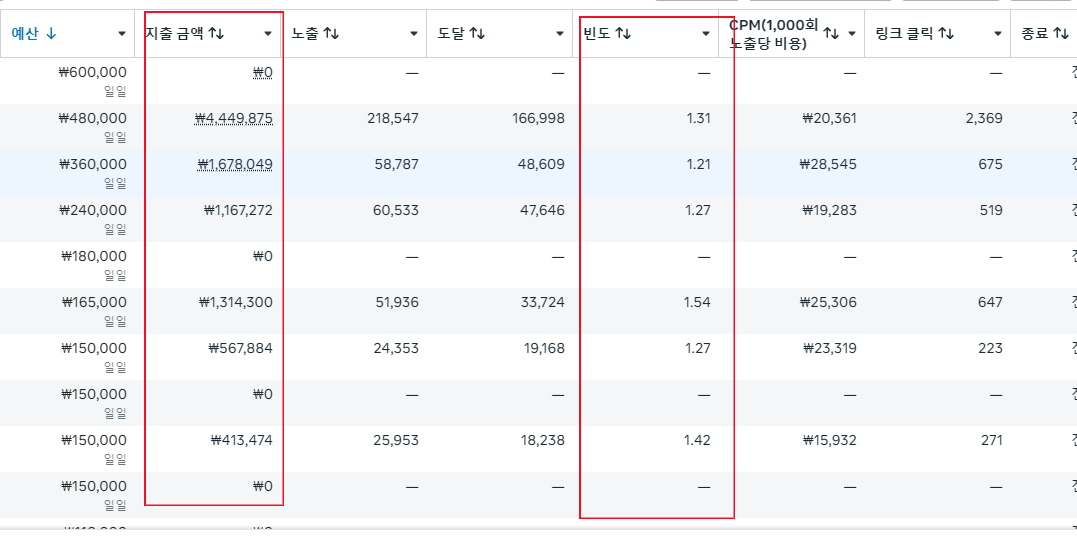 예산 ↓ 지출 금액 ↑↓ 노출 ↑↓ 도달 ↑↓ 빈도 ↑↓ CPM(1,000회 노출당 비용) ↑↓ 링크 클릭 ↑↓ 종료 ↑↓
₩600,000 ₩0 — — — — —
일일
₩480,000 ₩4,449,875 218,547 166,998 1.31 ₩20,361 2,369
일일
₩360,000 ₩1,678,049 58,787 48,609 1.21 ₩28,545 675
일일
₩240,000 ₩1,167,272 60,533 47,646 1.27 ₩19,283 519
일일
₩180,000 ₩0 — — — — —
일일
₩165,000 ₩1,314,300 51,936 33,724 1.54 ₩25,306 647
일일
₩150,000 ₩567,884 24,353 19,168 1.27 ₩23,319 223
일일
₩150,000 ₩0 — — — — —
일일
₩150,000 ₩413,474 25,953 18,238 1.42 ₩15,932 271
일일
₩150,000 ₩0 — — — — —
일일